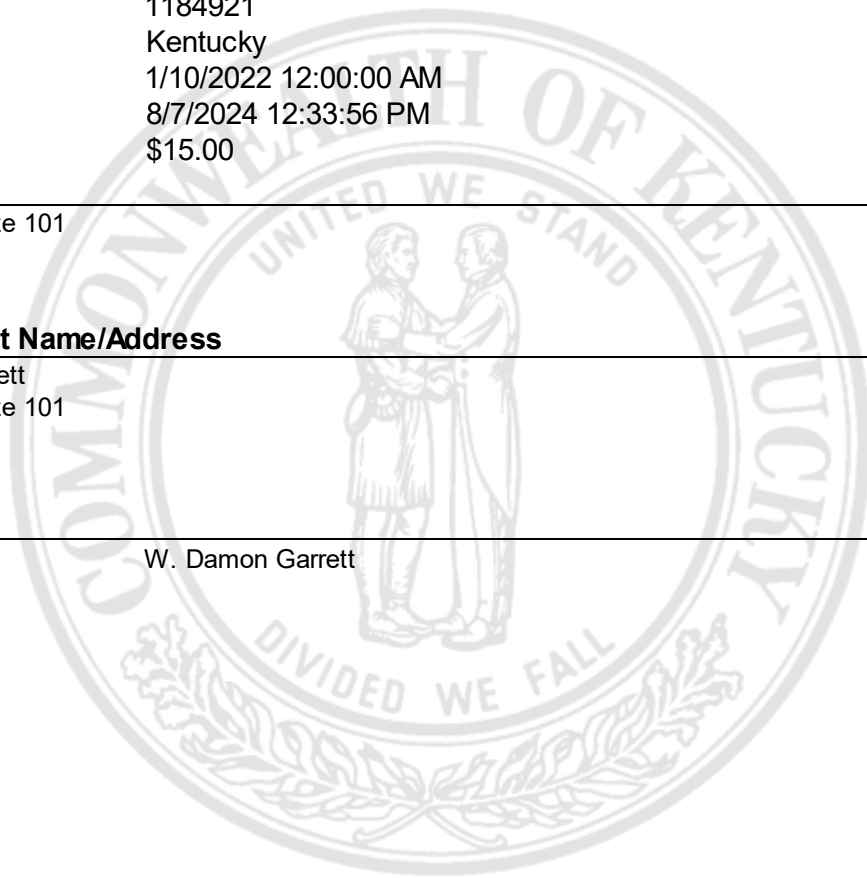 1184921
Kentucky
1/10/2022 12:00:00 AM
8/7/2024 12:33:56 PM
$15.00
te 101
t Name/Address
ett
te 101
W. Damon Garrett
COMMONWEALTH OF KENTUCKY
UNITED WE STAND
DIVIDED WE FALL